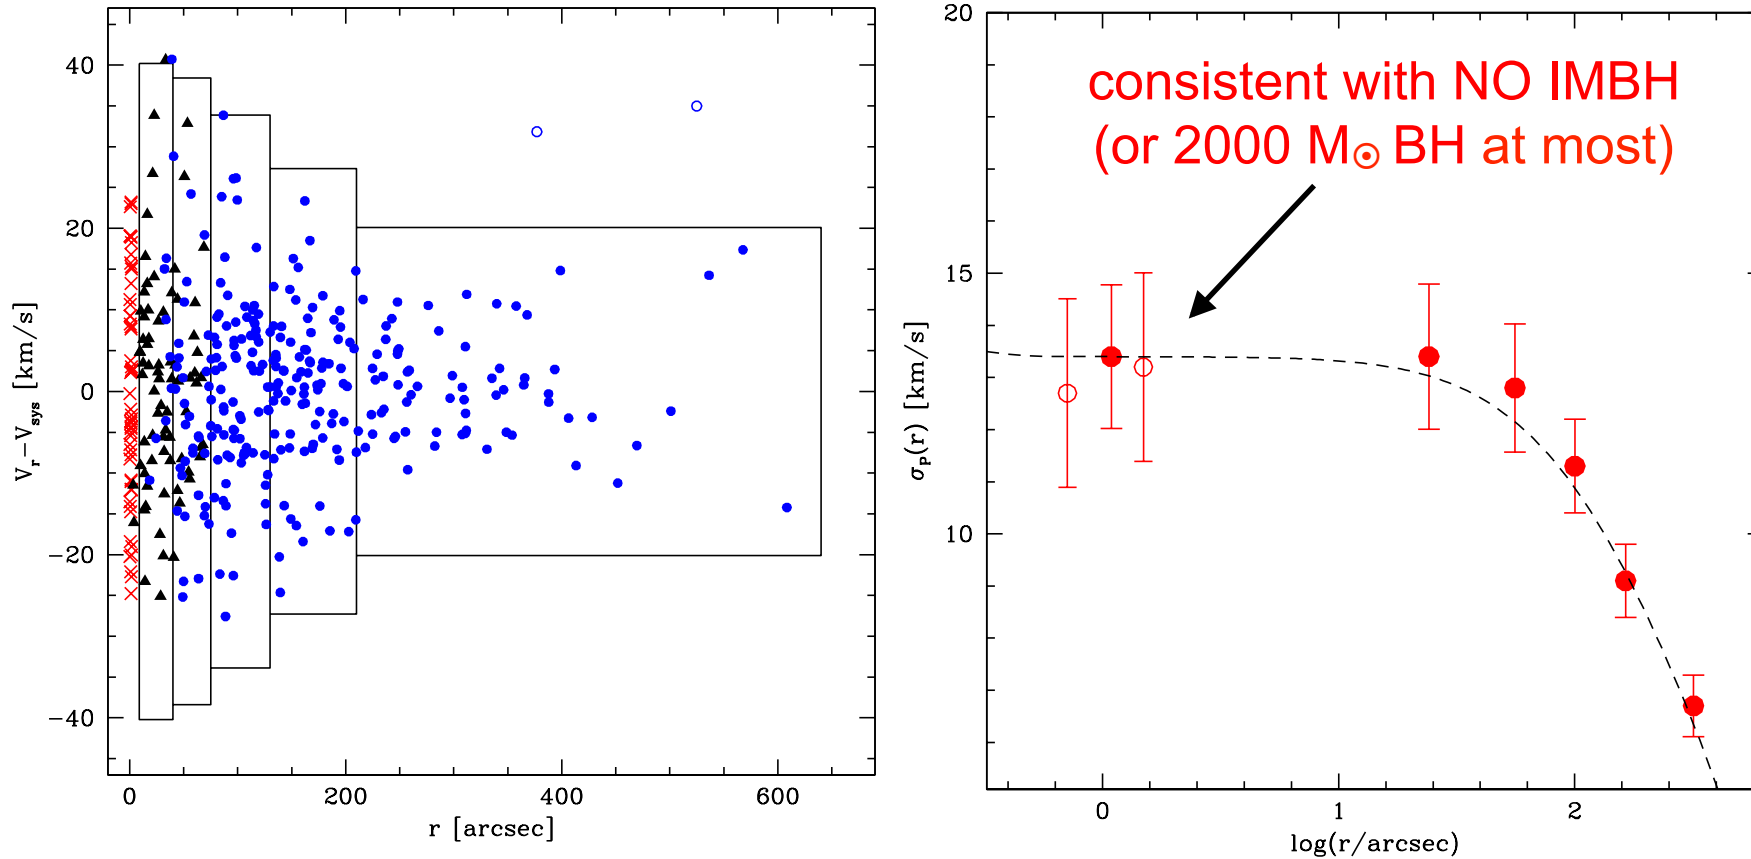 40
20
0
−20
−40
V_r−V_sys [km/s]
0 200 400 600
r [arcsec]
consistent with NO IMBH
(or 2000 M☉ BH at most)
20
15
10
σ_p(r) [km/s]
0 1 2
log(r/arcsec)